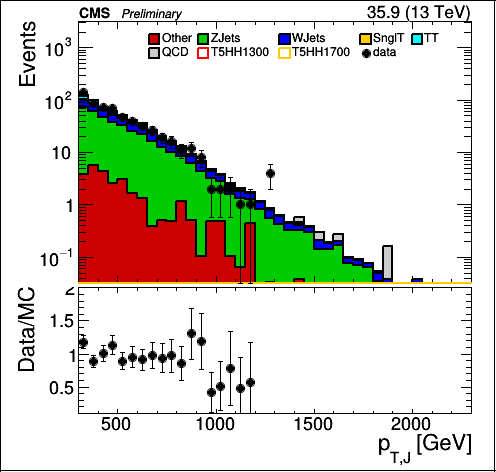 CMS Preliminary 35.9 (13 TeV)
Other ZJets WJets SnglT TT
QCD T5HH1300 T5HH1700 data
Events
10³
10²
10
1
10⁻¹
Data/MC
2
1.5
1
0.5
500 1000 1500 2000
p_T,J [GeV]